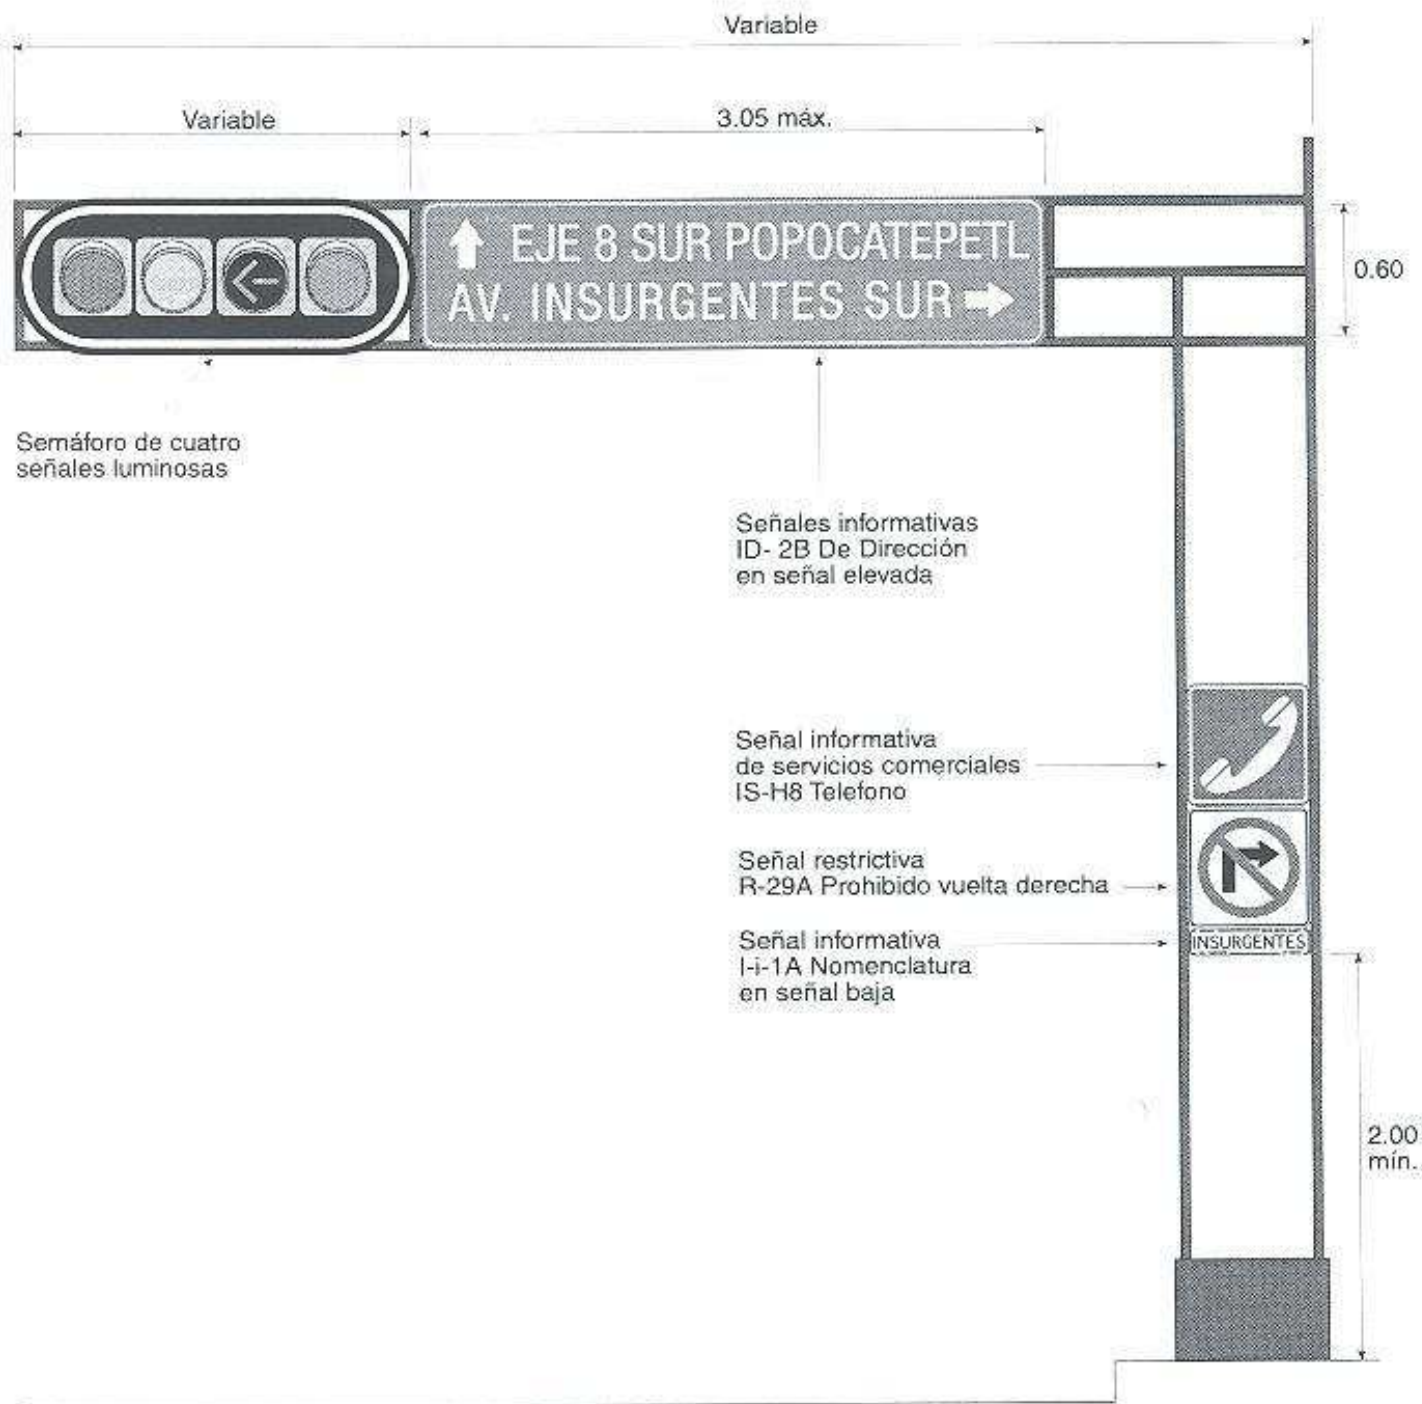 Variable
Variable
3.05 máx.
EJE 8 SUR POPOCATEPETL
AV. INSURGENTES SUR
0.60
Semáforo de cuatro
señales luminosas
Señales informativas
ID- 2B De Dirección
en señal elevada
Señal informativa
de servicios comerciales
IS-H8 Telefono
Señal restrictiva
R-29A Prohibido vuelta derecha
Señal informativa
I-i-1A Nomenclatura
en señal baja
INSURGENTES
2.00
mín.